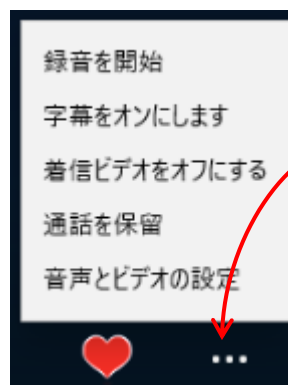 録音を開始
字幕をオンにします
着信ビデオをオフにする
通話を保留
音声とビデオの設定